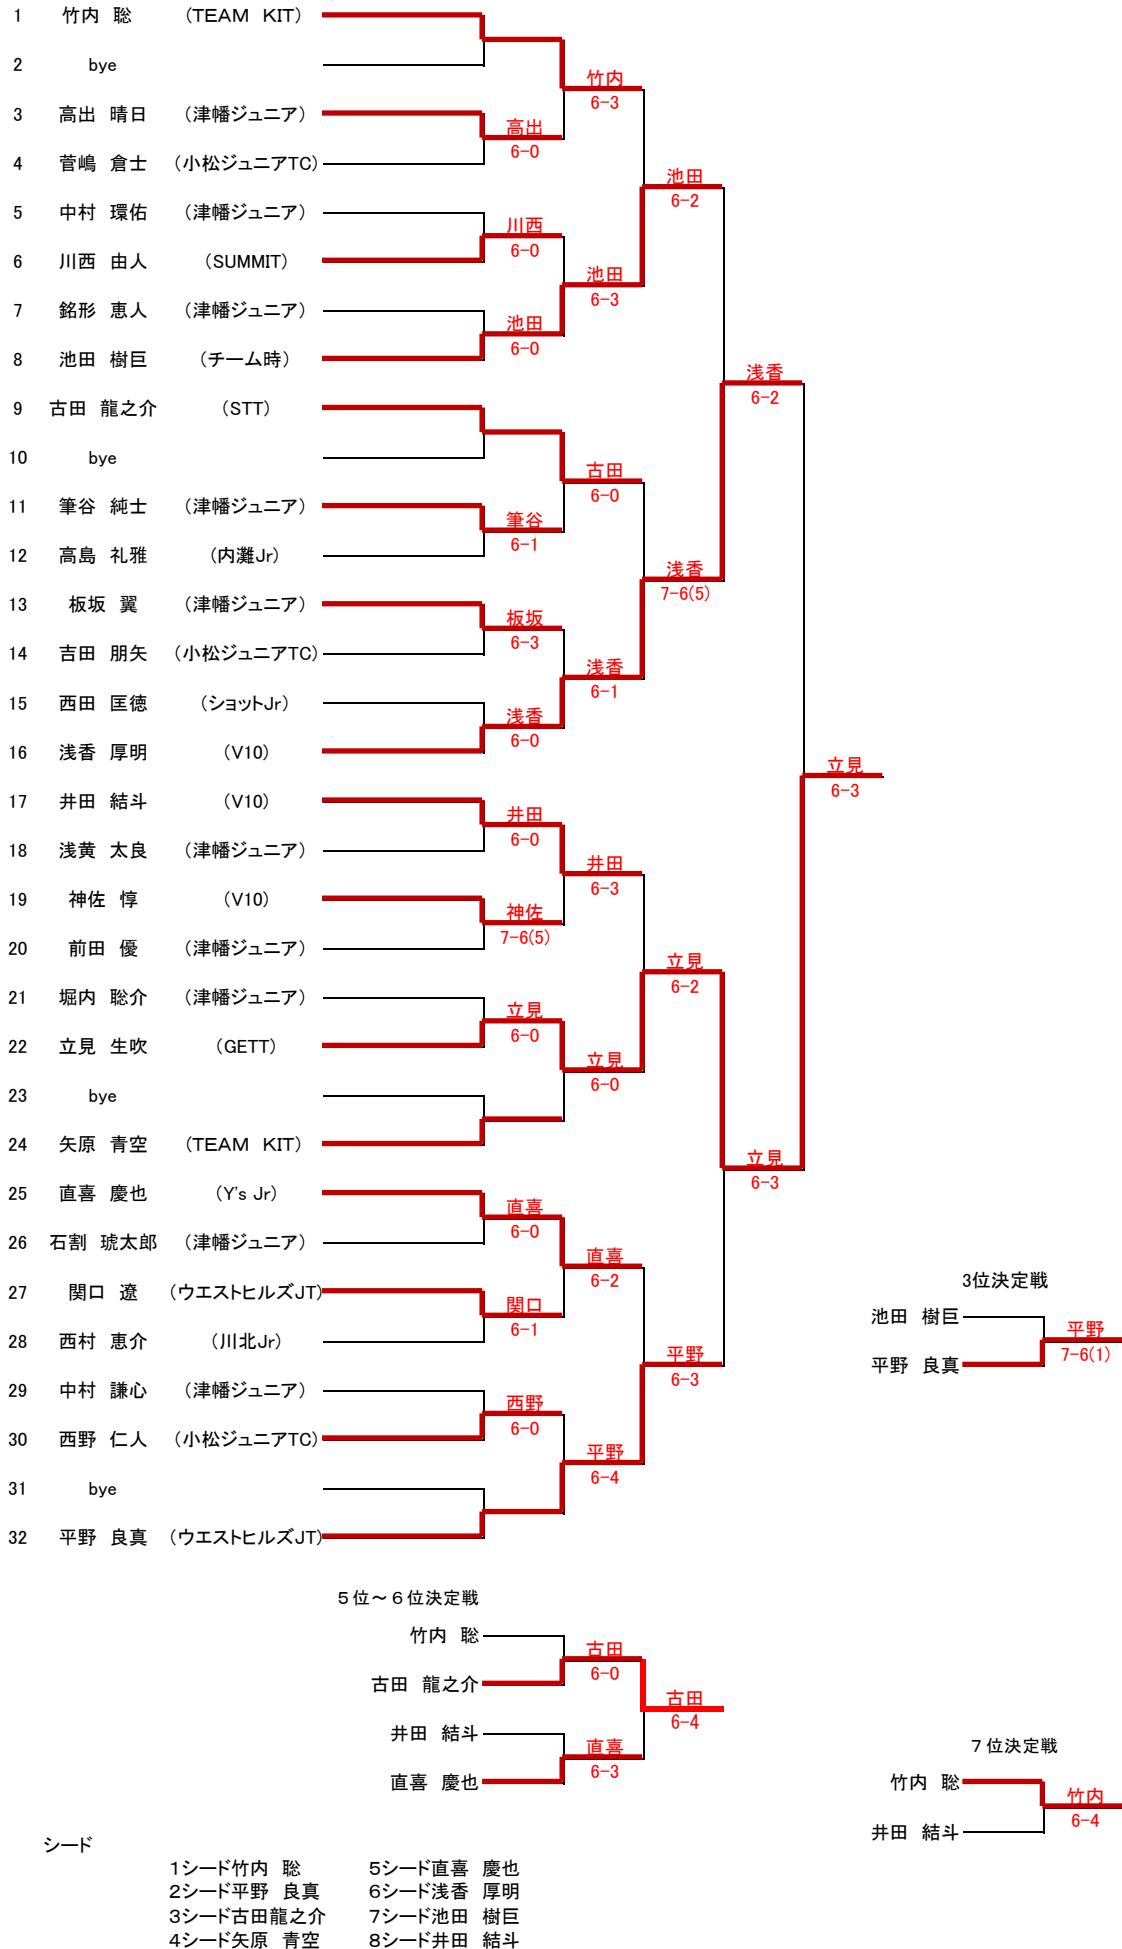 1 竹内 聡 (TEAM KIT)
2 bye
竹内
6-3
3 高出 晴日 (津幡ジュニア)
高出
6-0
4 菅嶋 倉士 (小松ジュニアTC)
池田
6-2
5 中村 環佑 (津幡ジュニア)
川西
6-0
6 川西 由人 (SUMMIT)
池田
6-3
7 銘形 恵人 (津幡ジュニア)
池田
6-0
8 池田 樹巨 (チーム時)
浅香
6-2
9 古田 龍之介 (STT)
10 bye
古田
6-0
11 筆谷 純士 (津幡ジュニア)
筆谷
6-1
12 高島 礼雅 (内灘Jr)
浅香
7-6(5)
13 板坂 翼 (津幡ジュニア)
板坂
6-3
14 吉田 朋矢 (小松ジュニアTC)
浅香
6-1
15 西田 匡徳 (ショットJr)
浅香
6-0
16 浅香 厚明 (V10)
立見
6-3
17 井田 結斗 (V10)
井田
6-0
18 浅黄 太良 (津幡ジュニア)
井田
6-3
19 神佐 惇 (V10)
神佐
7-6(5)
20 前田 優 (津幡ジュニア)
立見
6-2
21 堀内 聡介 (津幡ジュニア)
立見
6-0
22 立見 生吹 (GETT)
立見
6-0
23 bye
24 矢原 青空 (TEAM KIT)
立見
6-3
25 直喜 慶也 (Y's Jr)
直喜
6-0
26 石割 琥太郎 (津幡ジュニア)
直喜
6-2
27 関口 遼 (ウエストヒルズJT)
関口
6-1
28 西村 恵介 (川北Jr)
平野
6-3
29 中村 謙心 (津幡ジュニア)
西野
6-0
30 西野 仁人 (小松ジュニアTC)
平野
6-4
31 bye
32 平野 良真 (ウエストヒルズJT)
3位決定戦
池田 樹巨
平野
7-6(1)
平野 良真
5位~6位決定戦
竹内 聡
古田
6-0
古田 龍之介
古田
6-4
井田 結斗
直喜
6-3
直喜 慶也
7位決定戦
竹内 聡
竹内
6-4
井田 結斗
シード
1シード竹内 聡 5シード直喜 慶也
2シード平野 良真 6シード浅香 厚明
3シード古田龍之介 7シード池田 樹巨
4シード矢原 青空 8シード井田 結斗